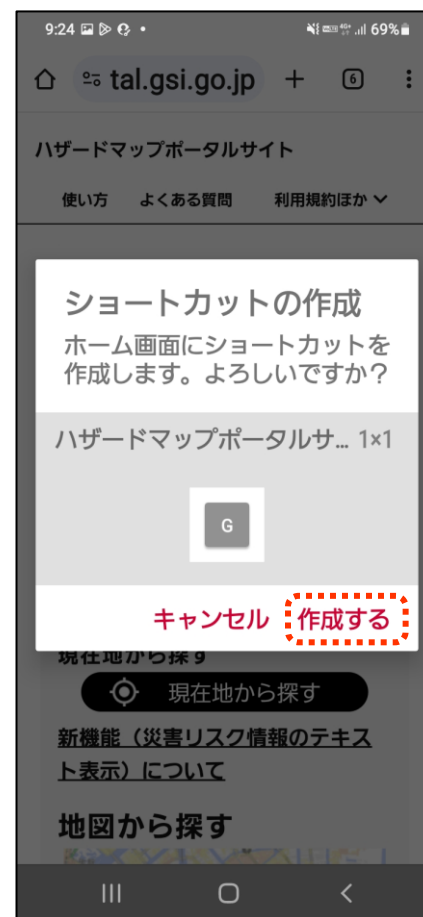 9:24 69%
tal.gsi.go.jp + 6
ハザードマップポータルサイト
使い方 よくある質問 利用規約ほか
ショートカットの作成
ホーム画面にショートカットを
作成します。よろしいですか？
ハザードマップポータルサ... 1×1
G
キャンセル 作成する
現在地から探す
現在地から探す
新機能（災害リスク情報のテキス
ト表示）について
地図から探す